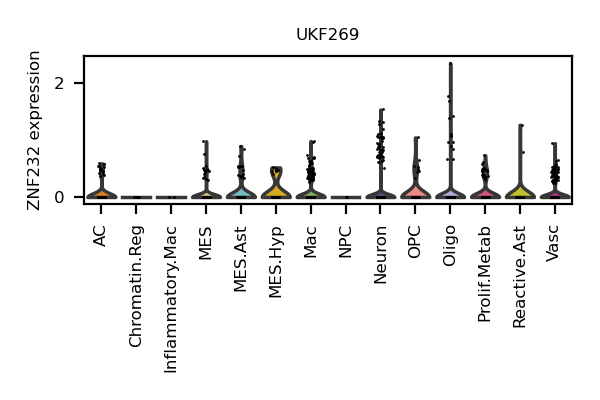 UKF269
ZNF232 expression
2
0
AC
Chromatin.Reg
Inflammatory.Mac
MES
MES.Ast
MES.Hyp
Mac
NPC
Neuron
OPC
Oligo
Prolif.Metab
Reactive.Ast
Vasc